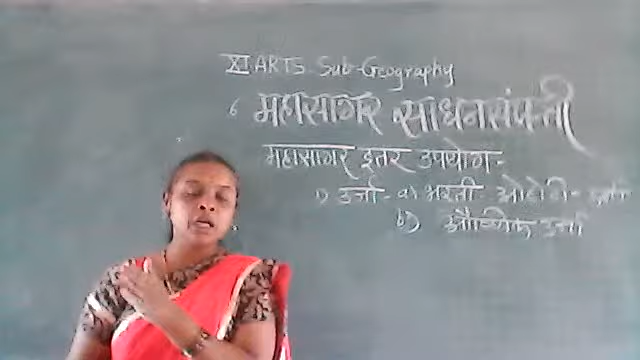 XI ARTS Sub-Geography
6 महासागर साधनसंपत्ती
महासागर इतर उपयोग-
1) ऊर्जा - a) भरती- ओहोटी- ऊर्जा
b) औष्णिक ऊर्जा